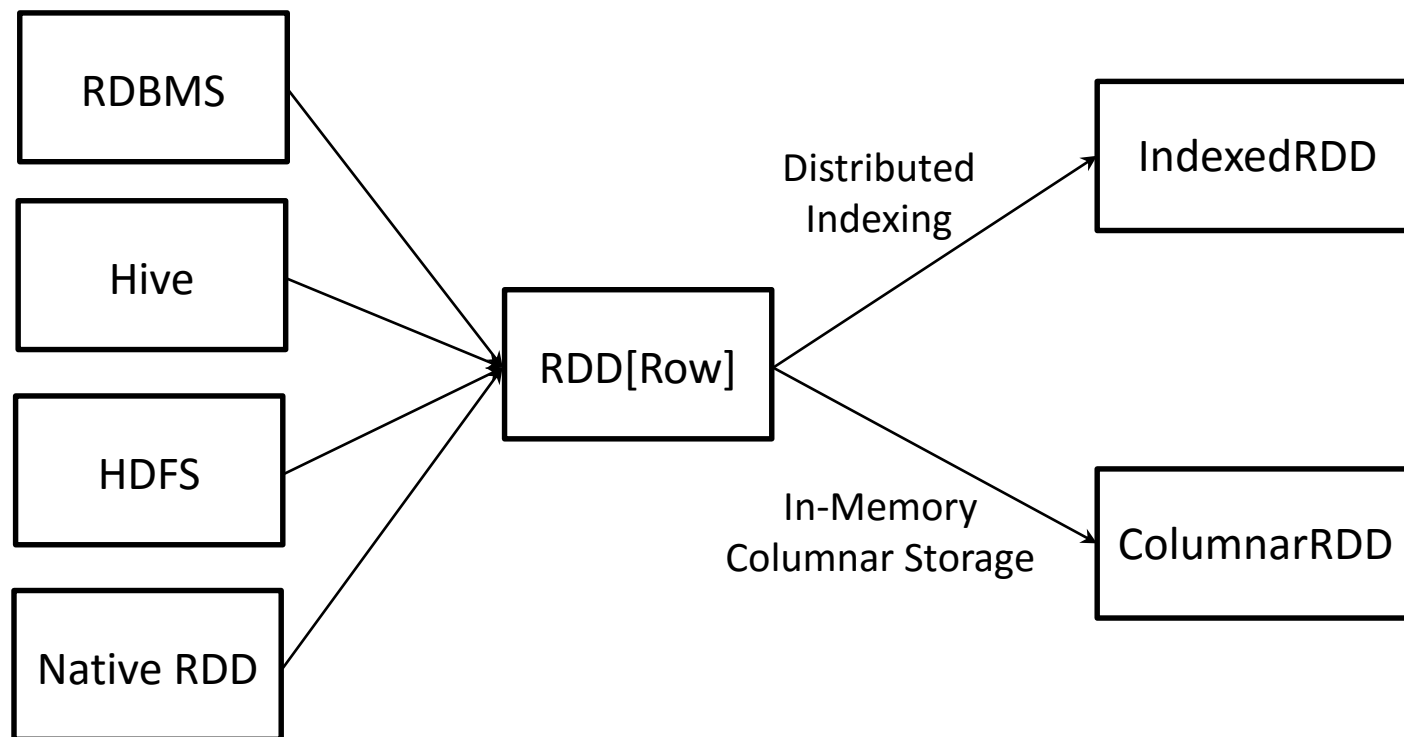 RDBMS
Hive
HDFS
Native RDD
RDD[Row]
Distributed
Indexing
In-Memory
Columnar Storage
IndexedRDD
ColumnarRDD